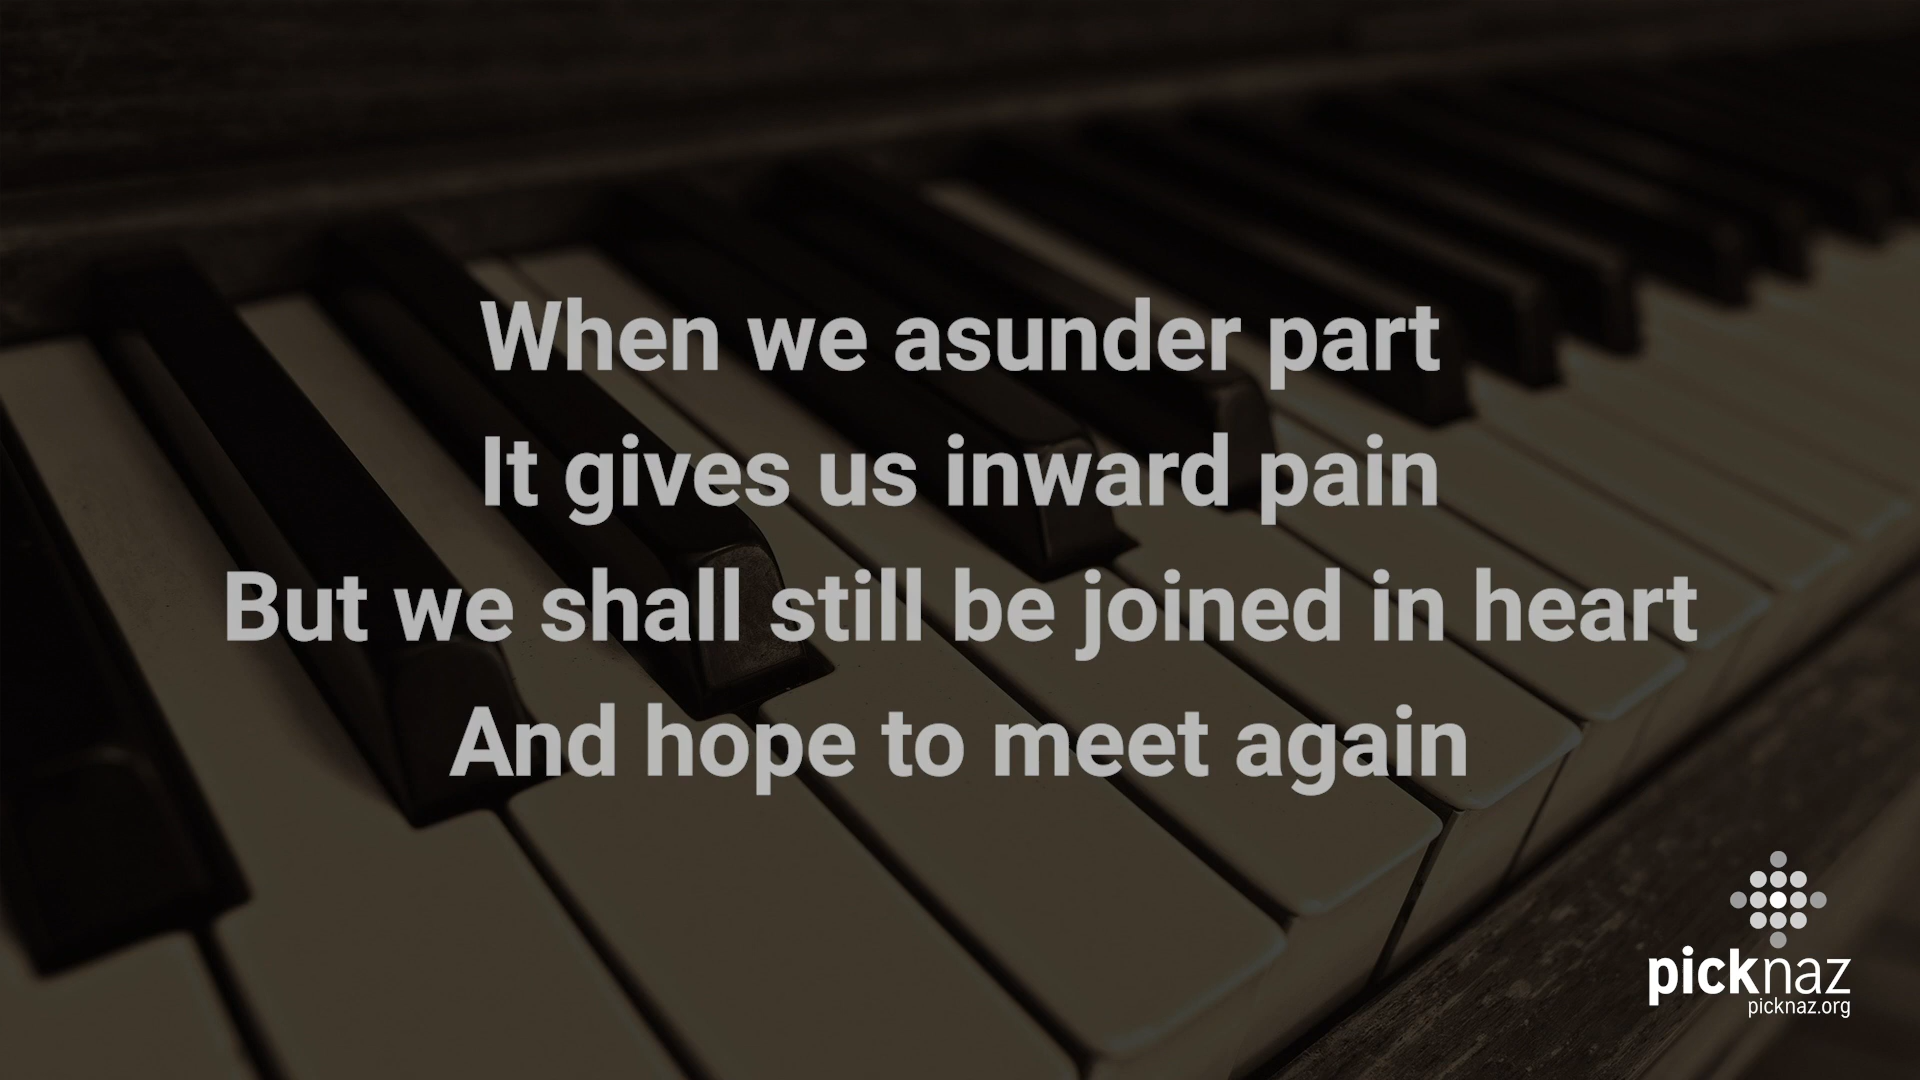 When we asunder part
It gives us inward pain
But we shall still be joined in heart
And hope to meet again
picknaz
picknaz.org